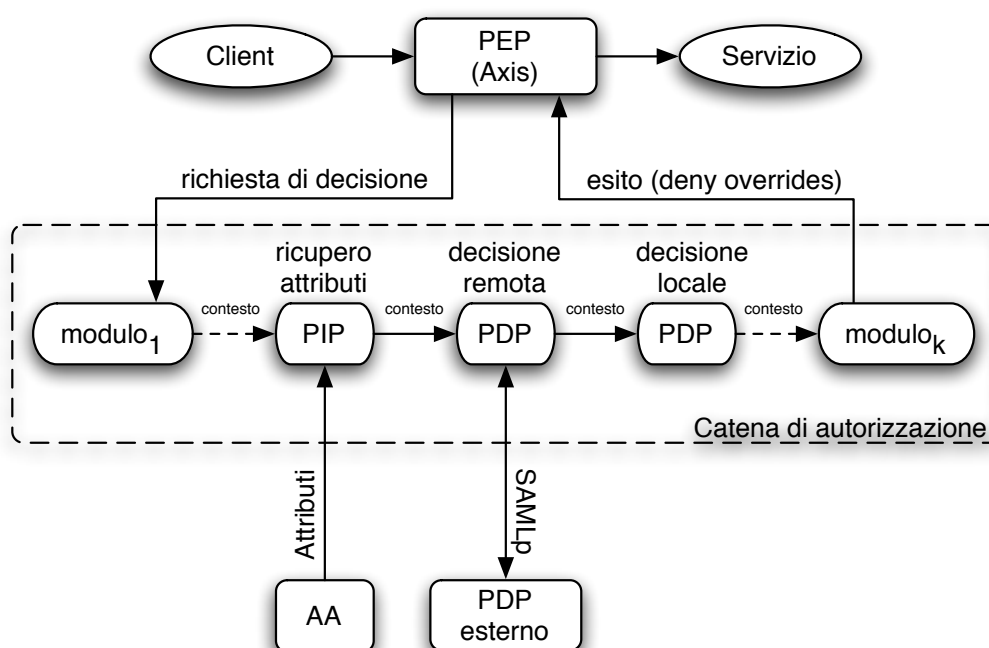 Client
PEP
(Axis)
Servizio
richiesta di decisione
esito (deny overrides)
ricupero
attributi
decisione
remota
decisione
locale
modulo1
contesto
PIP
contesto
PDP
contesto
PDP
contesto
modulok
Catena di autorizzazione
Attributi
SAMLp
AA
PDP
esterno